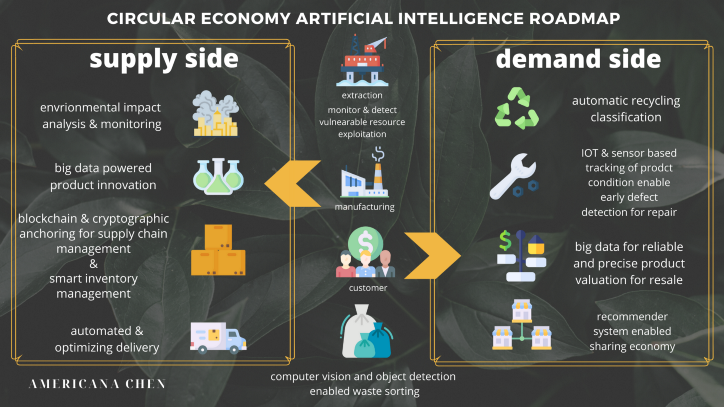 CIRCULAR ECONOMY ARTIFICIAL INTELLIGENCE ROADMAP
supply side
envrionmental impact
analysis & monitoring
big data powered
product innovation
blockchain & cryptographic
anchoring for supply chain
management
&
smart inventory
management
automated &
optimizing delivery
extraction
monitor & detect
vulnearable resource
exploitation
manufacturing
customer
computer vision and object detection
enabled waste sorting
demand side
automatic recycling
classification
IOT & sensor based
tracking of prodct
condition enable
early defect
detection for repair
big data for reliable
and precise product
valuation for resale
recommender
system enabled
sharing economy
AMERICANA CHEN